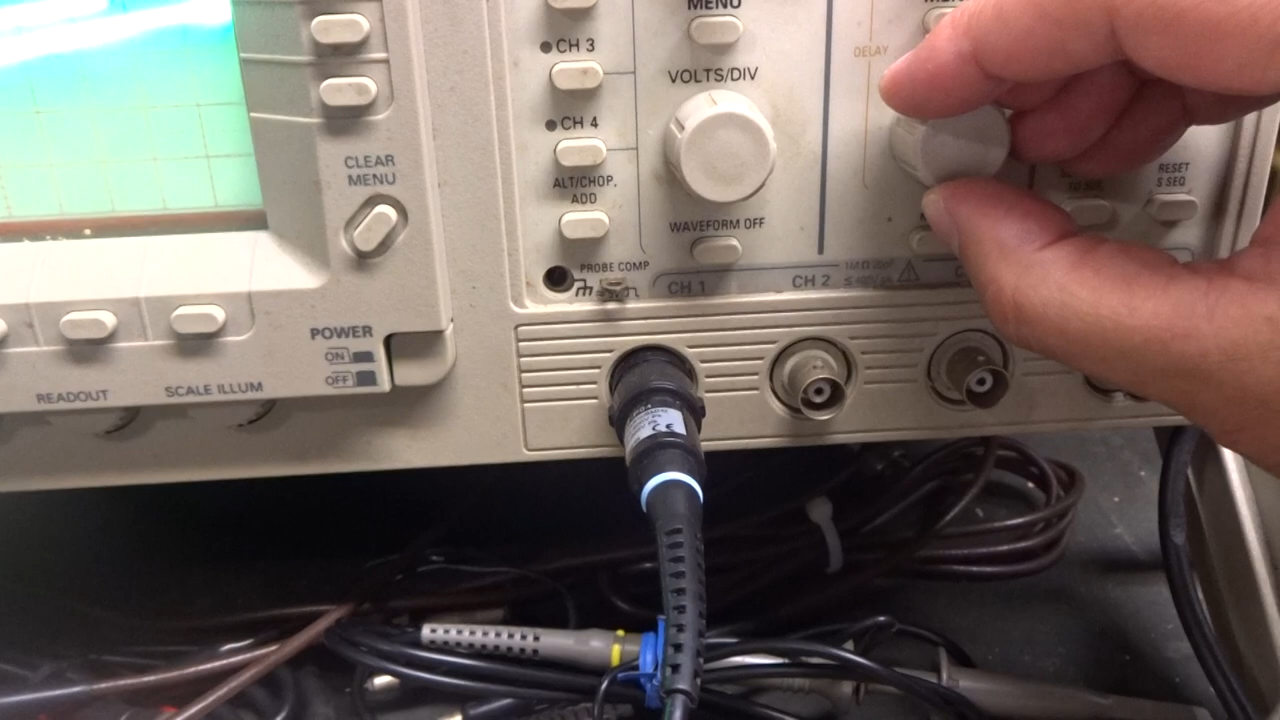 MENU
CH 3
VOLTS/DIV
DELAY
CH 4
CLEAR
MENU
ALT/CHOP,
ADD
RESET
S SEQ
WAVEFORM OFF
PROBE COMP
CH 1
CH 2
POWER
ON
OFF
READOUT
SCALE ILLUM
CE